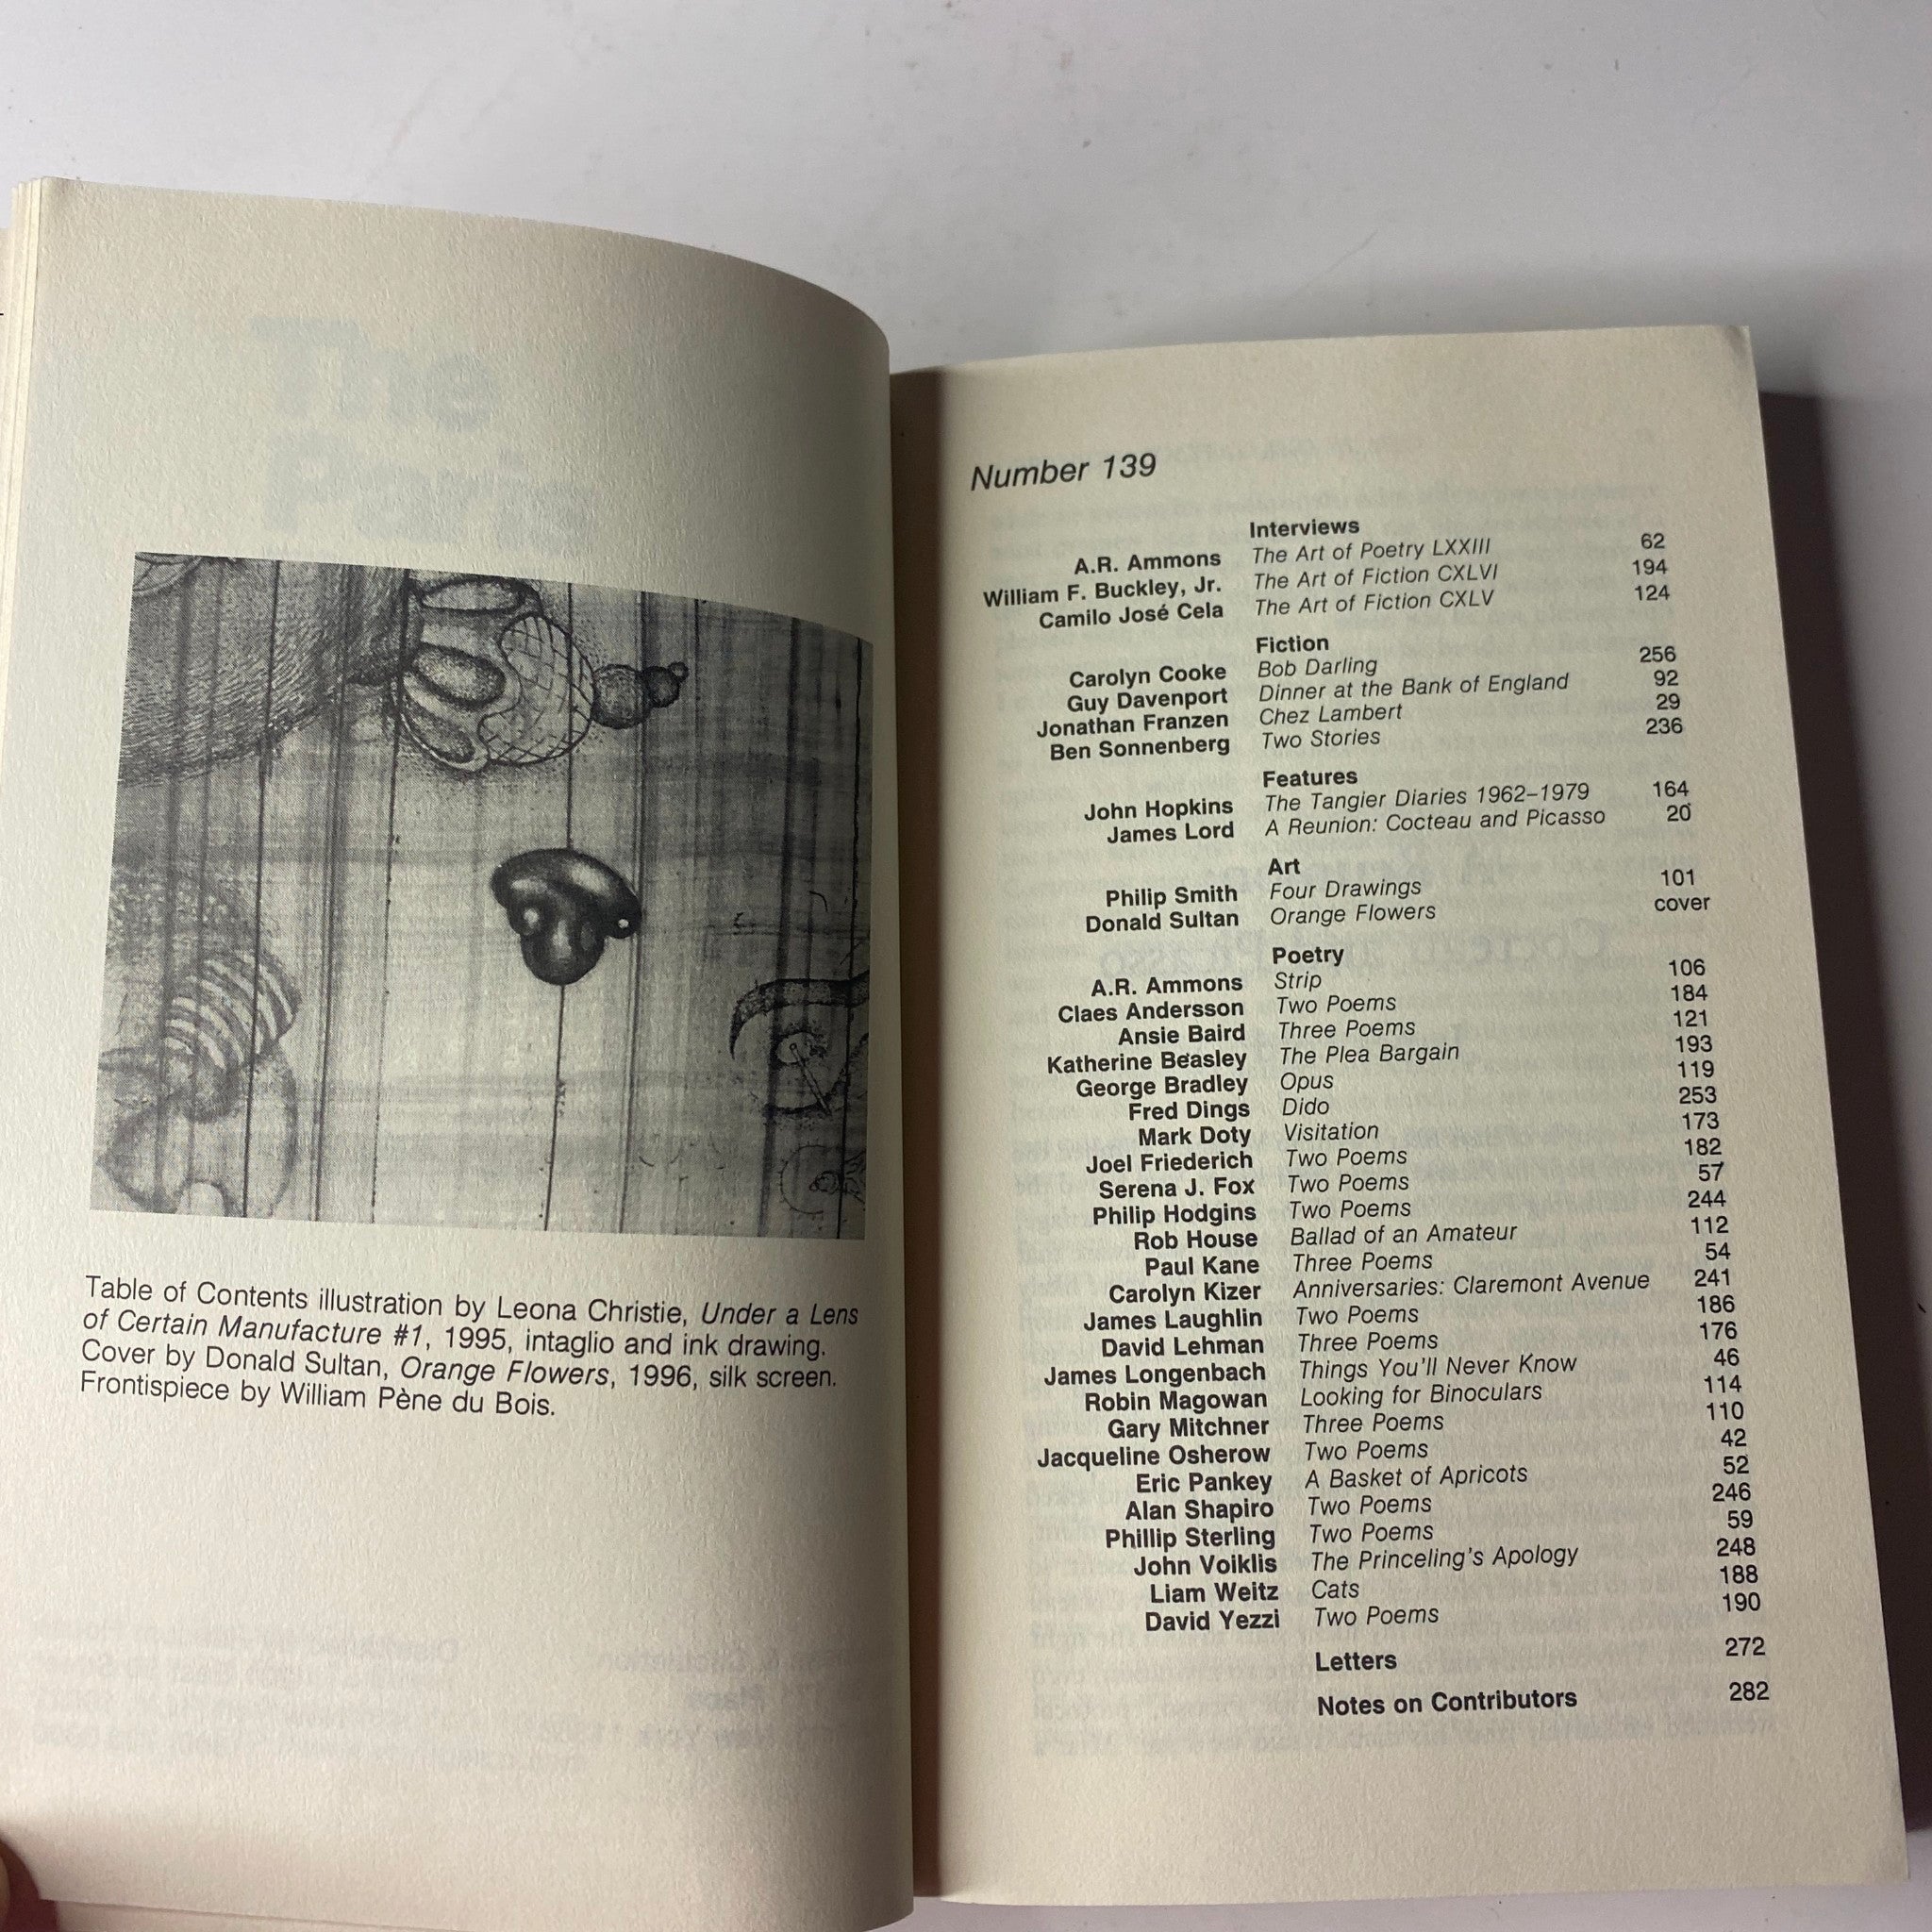 Table of Contents illustration by Leona Christie, Under a Lens
of Certain Manufacture #1, 1995, intaglio and ink drawing.
Cover by Donald Sultan, Orange Flowers, 1996, silk screen.
Frontispiece by William Pène du Bois.
Number 139
Interviews
A.R. Ammons The Art of Poetry LXXIII 62
William F. Buckley, Jr. The Art of Fiction CXLVI 194
Camilo José Cela The Art of Fiction CXLV 124
Fiction
Carolyn Cooke Bob Darling 256
Guy Davenport Dinner at the Bank of England 92
Jonathan Franzen Chez Lambert 29
Ben Sonnenberg Two Stories 236
Features
John Hopkins The Tangier Diaries 1962–1979 164
James Lord A Reunion: Cocteau and Picasso 20
Art
Philip Smith Four Drawings 101
Donald Sultan Orange Flowers cover
Poetry
A.R. Ammons Strip 106
Claes Andersson Two Poems 184
Ansie Baird Three Poems 121
Katherine Beasley The Plea Bargain 193
George Bradley Opus 119
Fred Dings Dido 253
Mark Doty Visitation 173
Joel Friederich Two Poems 182
Serena J. Fox Two Poems 57
Philip Hodgins Two Poems 244
Rob House Ballad of an Amateur 112
Paul Kane Three Poems 54
Carolyn Kizer Anniversaries: Claremont Avenue 241
James Laughlin Two Poems 186
David Lehman Three Poems 176
James Longenbach Things You'll Never Know 46
Robin Magowan Looking for Binoculars 114
Gary Mitchner Three Poems 110
Jacqueline Osherow Two Poems 42
Eric Pankey A Basket of Apricots 52
Alan Shapiro Two Poems 246
Phillip Sterling Two Poems 59
John Voiklis The Princeling's Apology 248
Liam Weitz Cats 188
David Yezzi Two Poems 190
Letters 272
Notes on Contributors 282